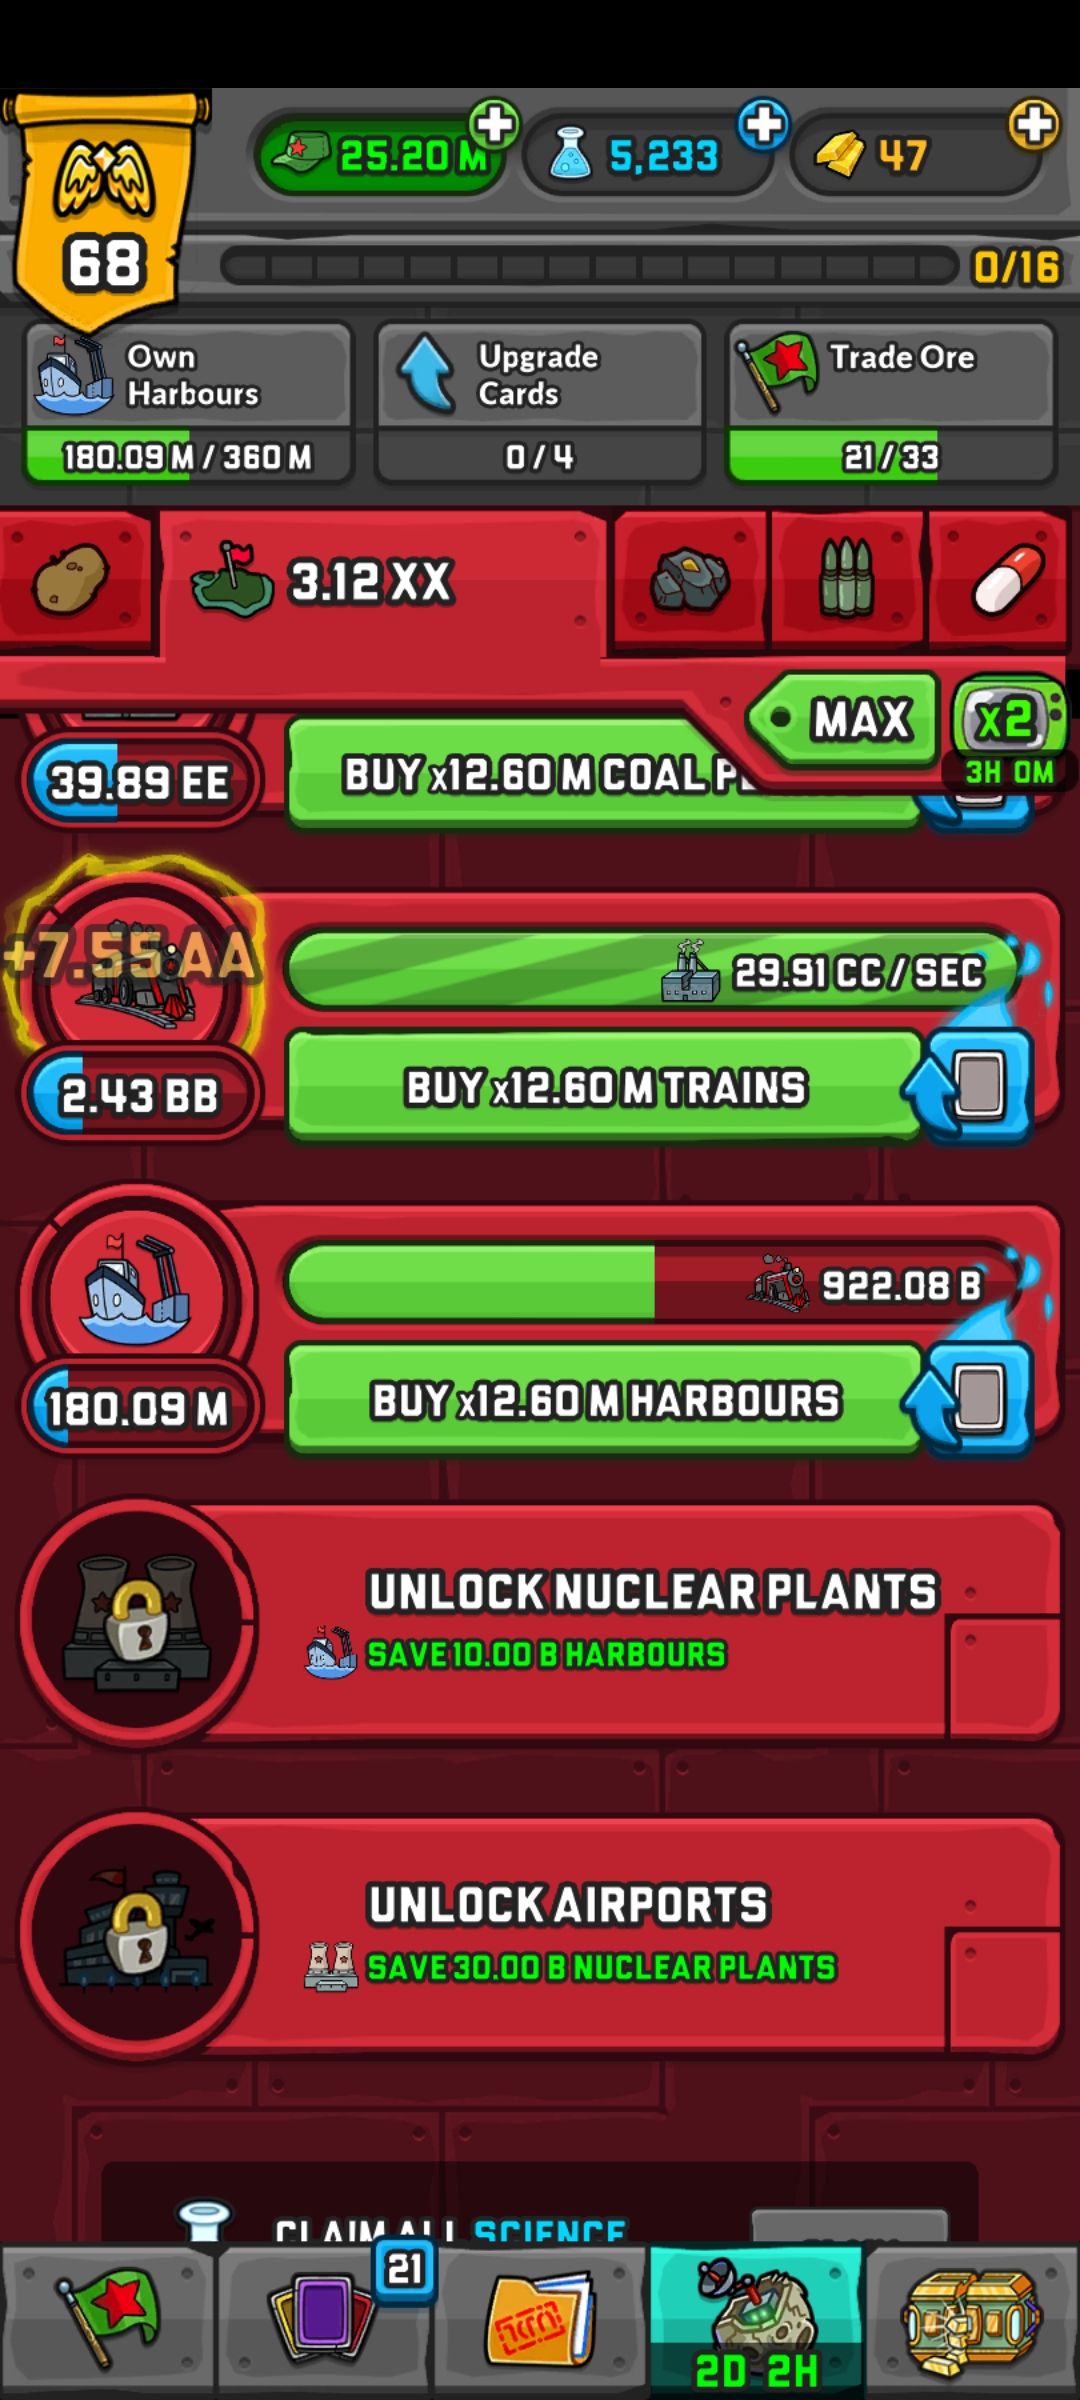 25.20 M
5,233
47
68
0/16
Own
Harbours
180.09 M / 360 M
Upgrade
Cards
0 / 4
Trade Ore
21 / 33
3.12 XX
MAX
x2
3H 0M
39.89 EE
BUY x12.60 M COAL
+7.55 AA
29.91 CC / SEC
2.43 BB
BUY x12.60 M TRAINS
922.08 B
180.09 M
BUY x12.60 M HARBOURS
UNLOCK NUCLEAR PLANTS
SAVE 10.00 B HARBOURS
UNLOCK AIRPORTS
SAVE 30.00 B NUCLEAR PLANTS
CLAIM ALL SCIENCE
21
2D 2H